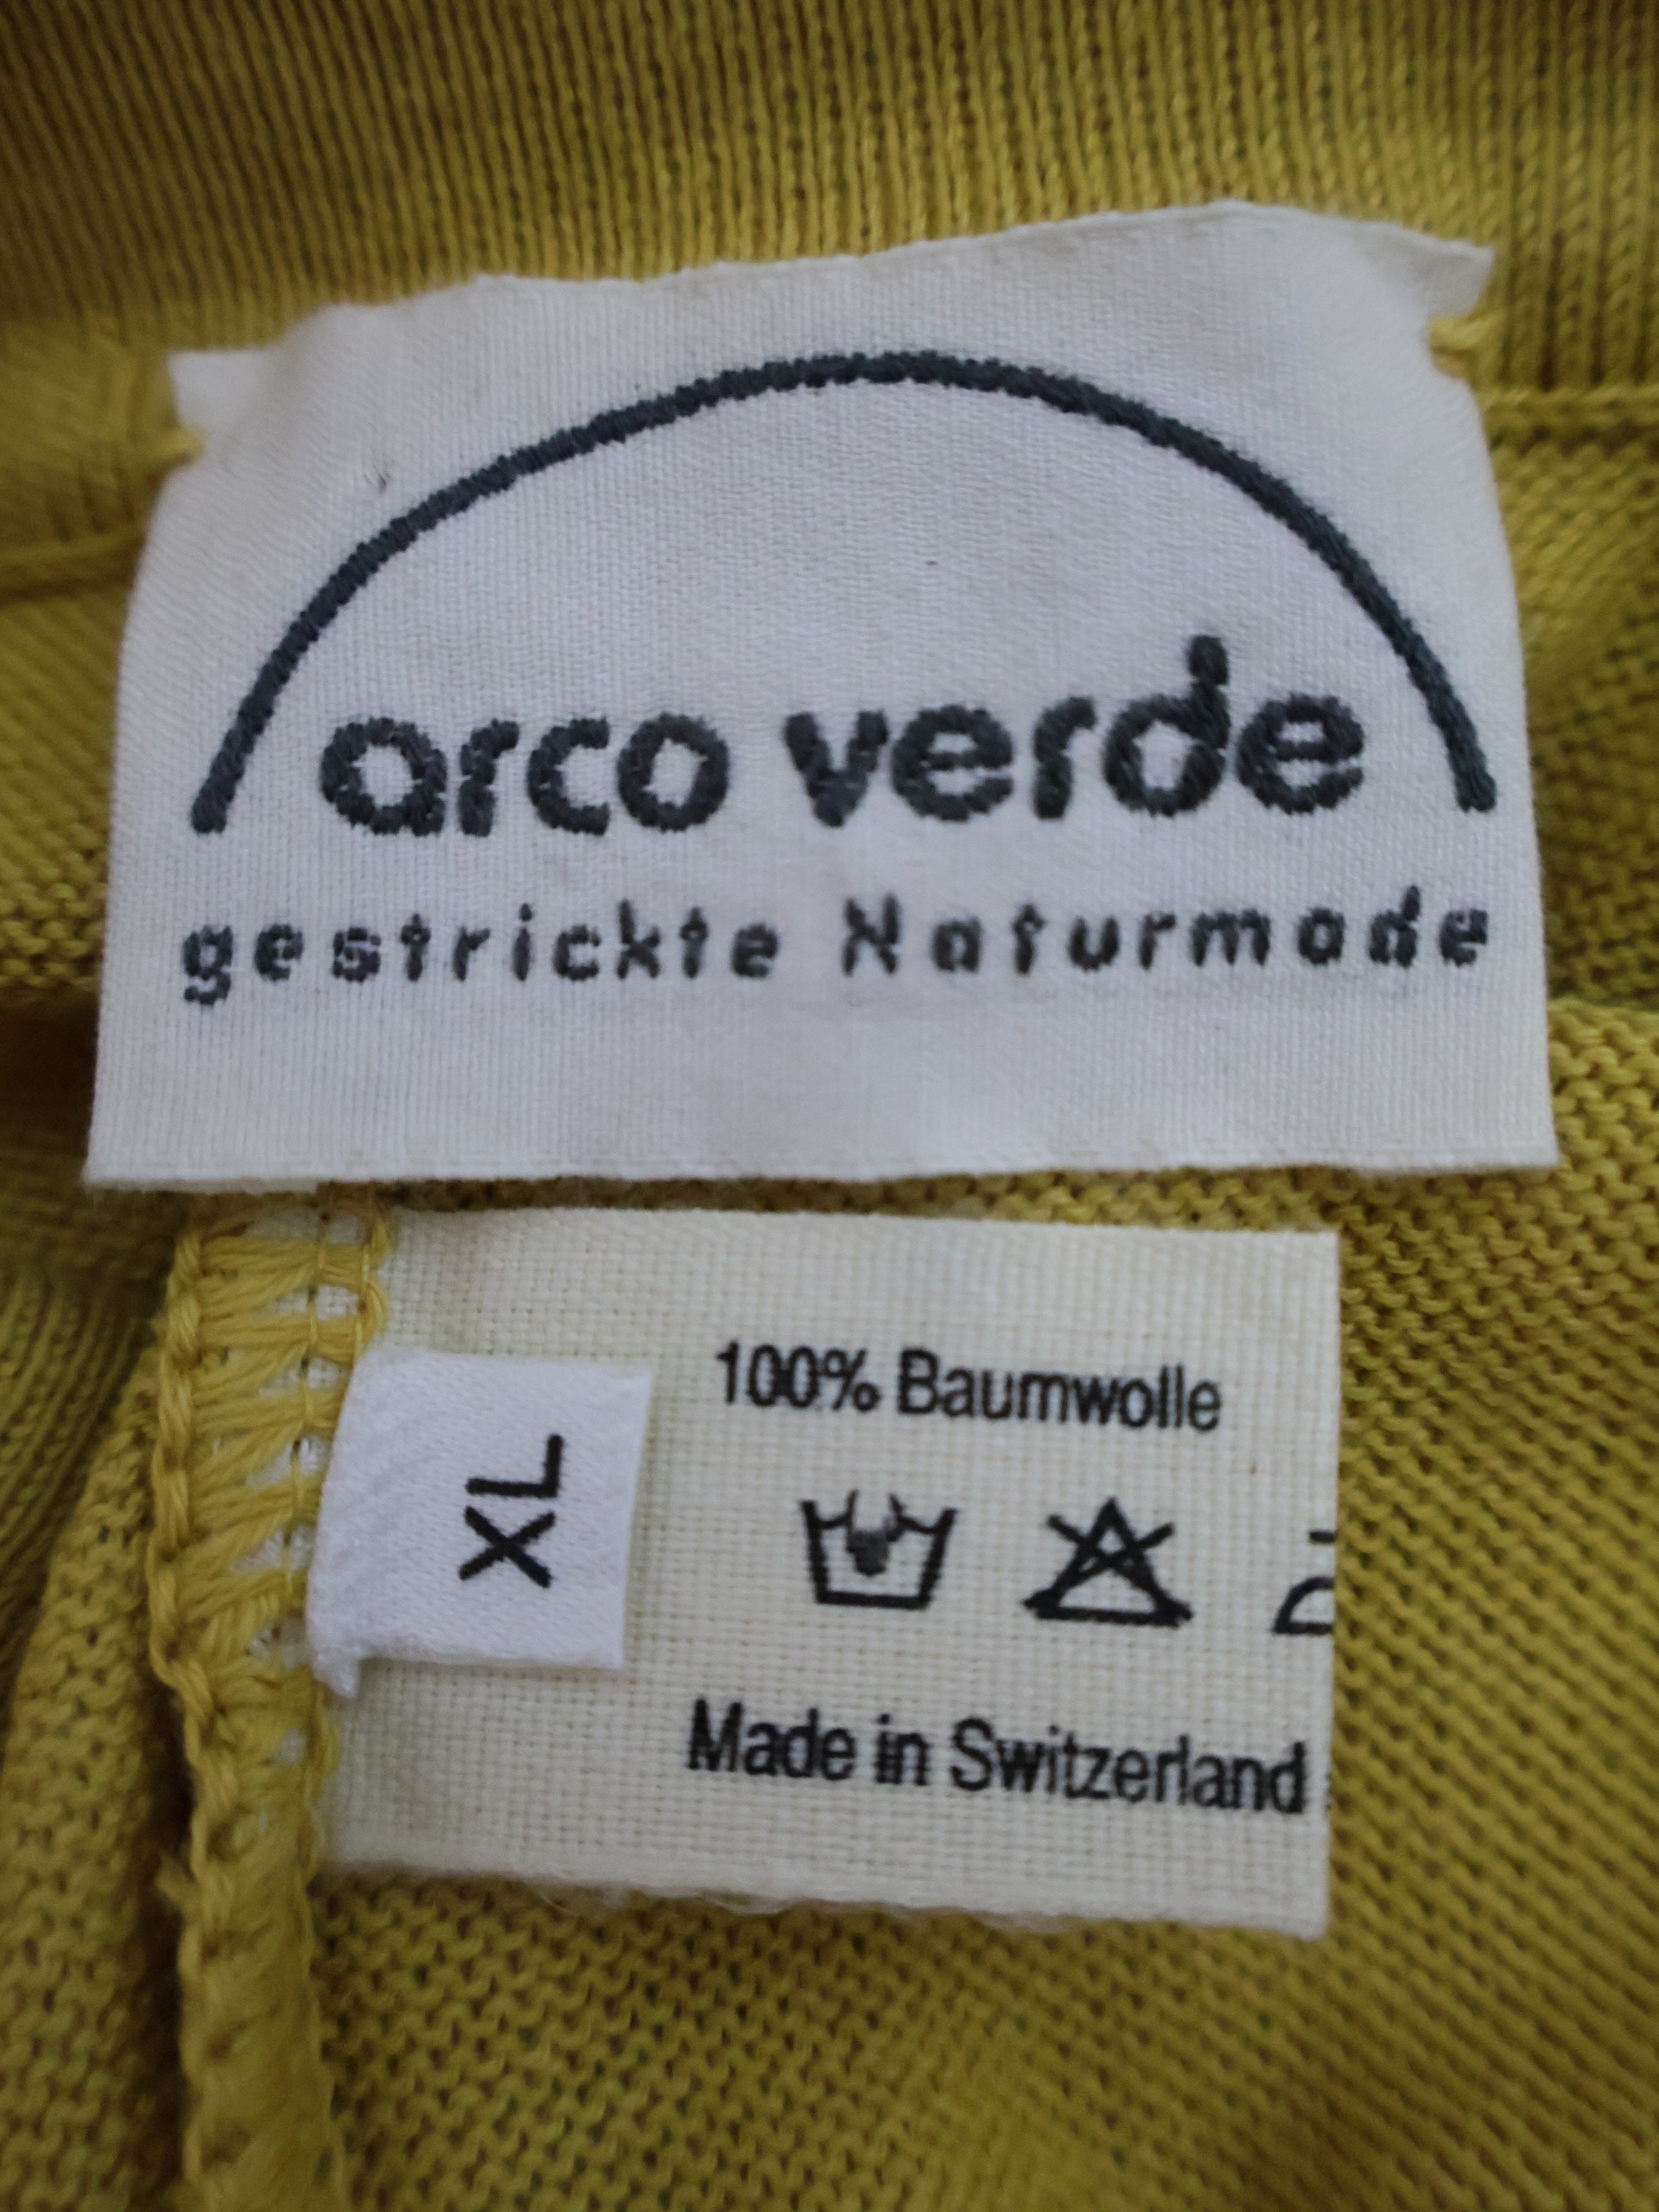 arco verde
gestrickte Naturmode
XL
100% Baumwolle
Made in Switzerland